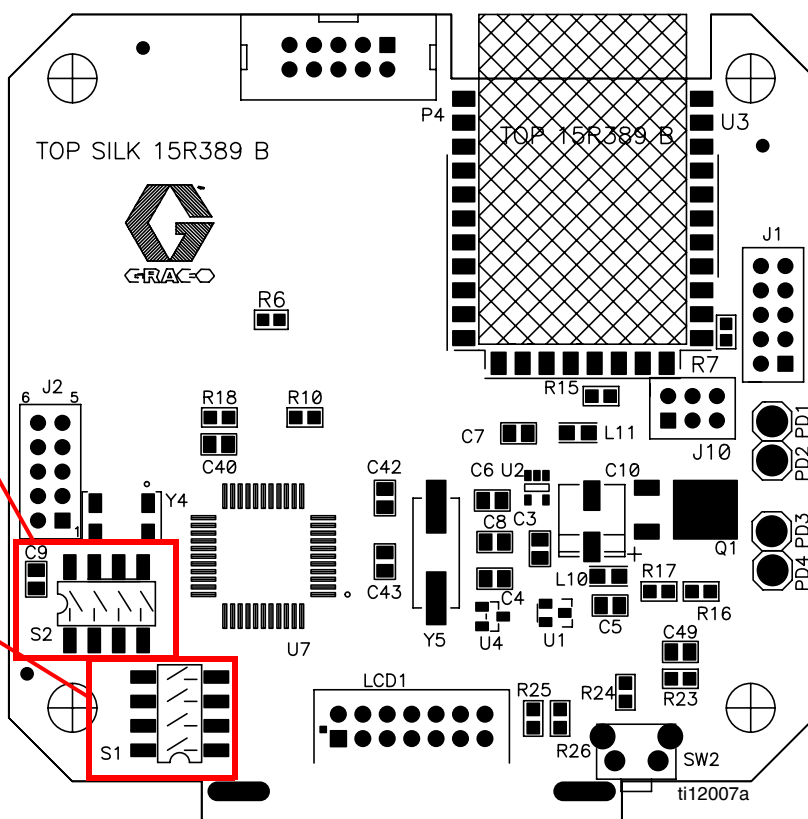 P4
TOP 15R389 B
U3
TOP SILK 15R389 B
GRACO
J1
R6
R7
R15
J2
6 5
R18
R10
J10
PD1
C7
L11
C40
PD2
C42
C6
U2
C10
Y4
C8
C3
1
+
Q1
PD3
C9
L10
R17
PD4
C43
C4
R16
S2
C5
U7
Y5
U4
U1
C49
LCD1
R25
R24
R23
S1
R26
SW2
ti12007a